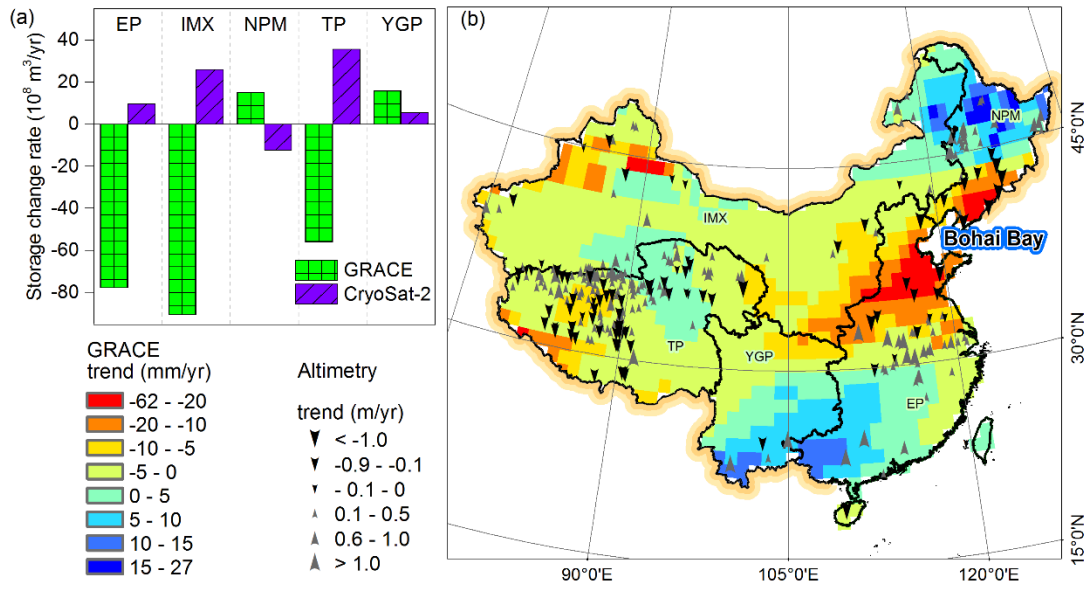 (a)
EP IMX NPM TP YGP
Storage change rate (10⁸ m³/yr)
40
20
0
-20
-40
-60
-80
GRACE
CryoSat-2
GRACE
trend (mm/yr)
-62 - -20
-20 - -10
-10 - -5
-5 - 0
0 - 5
5 - 10
10 - 15
15 - 27
Altimetry
trend (m/yr)
< -1.0
-0.9 - -0.1
- 0.1 - 0
0.1 - 0.5
0.6 - 1.0
> 1.0
(b)
NPM
IMX
Bohai Bay
TP
YGP
EP
45°0'N
30°0'N
15°0'N
90°0'E
105°0'E
120°0'E